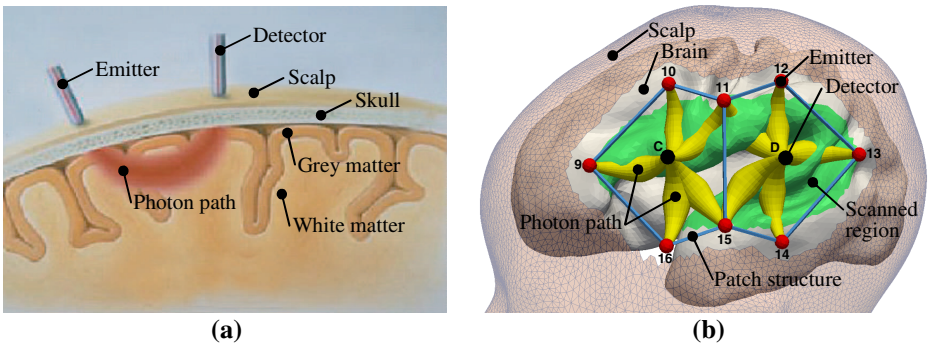 Emitter
Detector
Scalp
Skull
Grey matter
Photon path
White matter
(a)
Scalp
Brain
Emitter
Detector
10
11
12
9
C
D
13
Photon path
Scanned
region
16
15
14
Patch structure
(b)